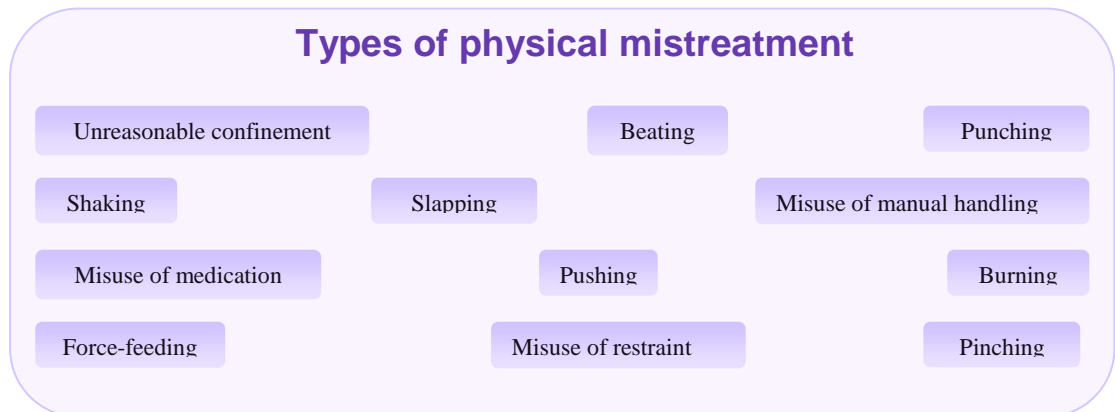 Types of physical mistreatment
Unreasonable confinement Beating Punching
Shaking Slapping Misuse of manual handling
Misuse of medication Pushing Burning
Force-feeding Misuse of restraint Pinching